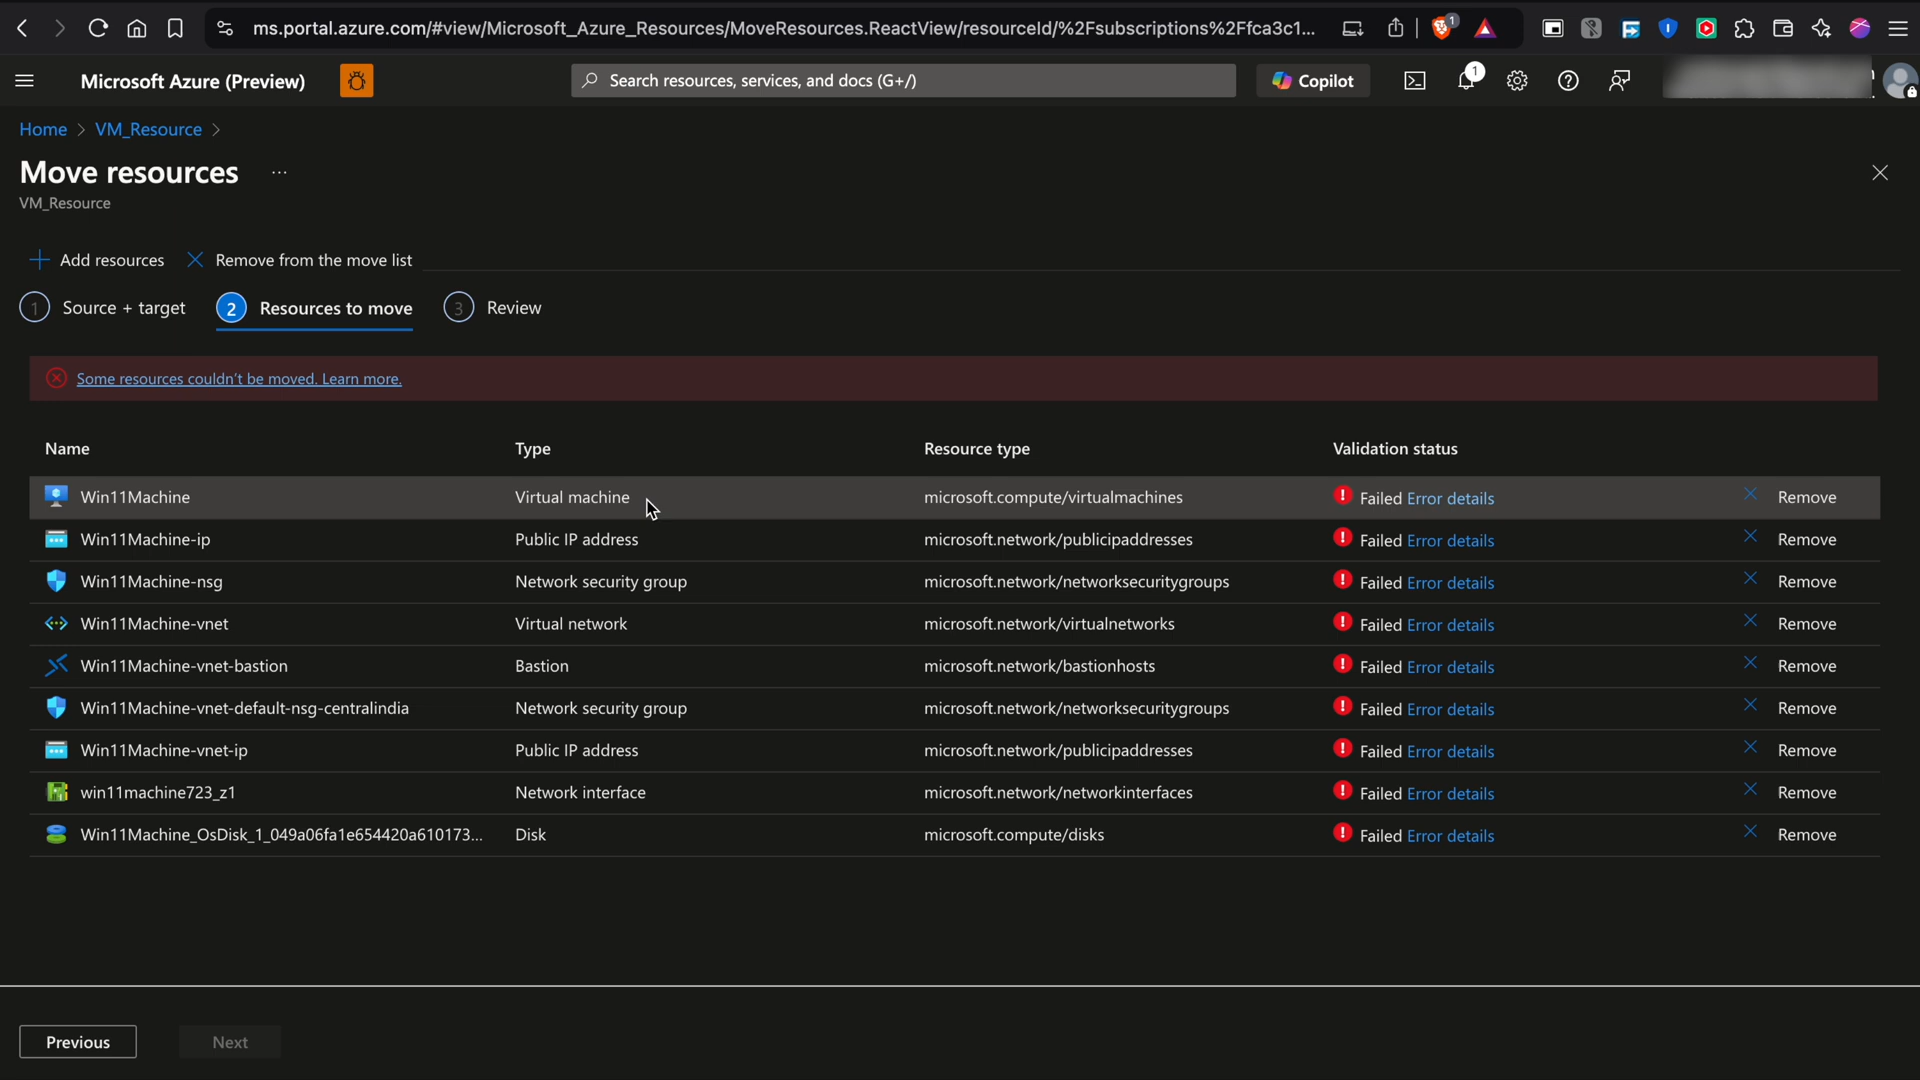 ms.portal.azure.com/#view/Microsoft_Azure_Resources/MoveResources.ReactView/resourceId/%2Fsubscriptions%2Ffca3c1...
1
Microsoft Azure (Preview)
Search resources, services, and docs (G+/)
Copilot
1
Home > VM_Resource >
Move resources ...
VM_Resource
Add resources Remove from the move list
1 Source + target 2 Resources to move 3 Review
Some resources couldn't be moved. Learn more.
Name Type Resource type Validation status
Win11Machine Virtual machine microsoft.compute/virtualmachines Failed Error details Remove
Win11Machine-ip Public IP address microsoft.network/publicipaddresses Failed Error details Remove
Win11Machine-nsg Network security group microsoft.network/networksecuritygroups Failed Error details Remove
Win11Machine-vnet Virtual network microsoft.network/virtualnetworks Failed Error details Remove
Win11Machine-vnet-bastion Bastion microsoft.network/bastionhosts Failed Error details Remove
Win11Machine-vnet-default-nsg-centralindia Network security group microsoft.network/networksecuritygroups Failed Error details Remove
Win11Machine-vnet-ip Public IP address microsoft.network/publicipaddresses Failed Error details Remove
win11machine723_z1 Network interface microsoft.network/networkinterfaces Failed Error details Remove
Win11Machine_OsDisk_1_049a06fa1e654420a610173... Disk microsoft.compute/disks Failed Error details Remove
Previous Next